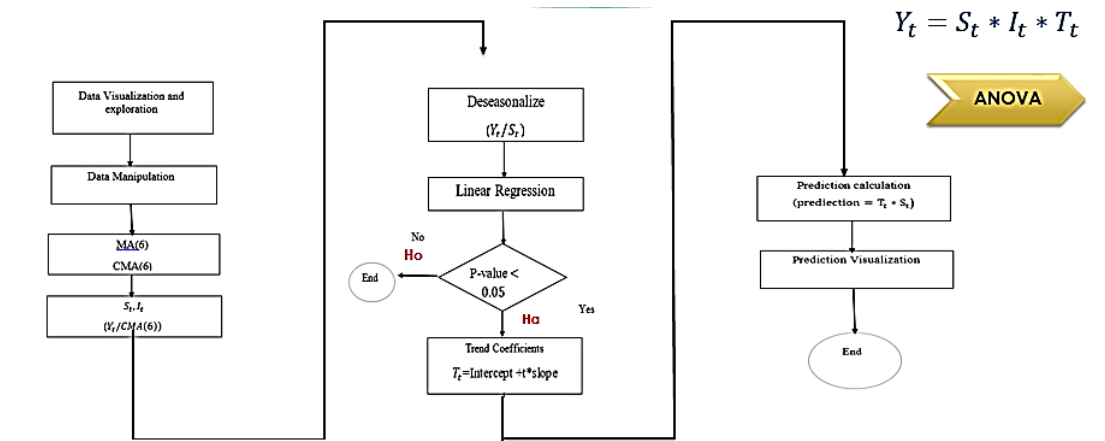 Data Visualization and
exploration
Data Manipulation
MA(6)
CMA(6)
Sₜ, Iₜ
(Yₜ/CMA(6))
Deseasonalize
(Yₜ/Sₜ)
Linear Regression
No
Ho
End
P-value <
0.05
Yes
Ha
Trend Coefficients
Tₜ=Intercept +t*slope
Yₜ = Sₜ * Iₜ * Tₜ
ANOVA
Prediction calculation
(prediection = Tₜ * Sₜ)
Prediction Visualization
End